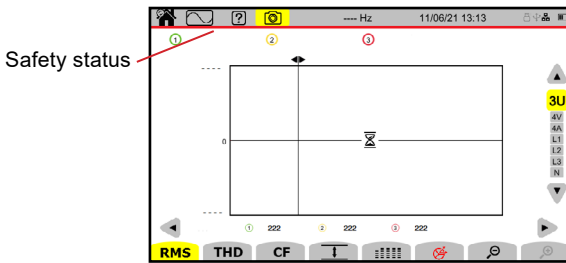 ? ---- Hz 11/06/21 13:13
1 2 3
Safety status
----
3U
4V
4A
L1
L2
L3
N
0
----
1 222 2 222 3 222
RMS THD CF